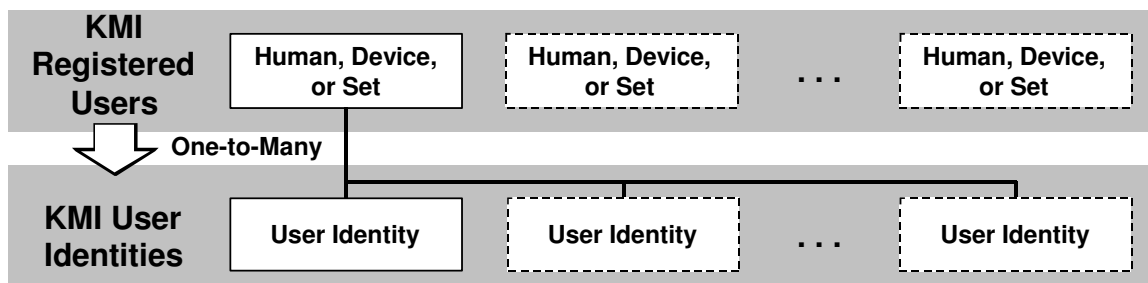 KMI
Registered
Users
Human, Device,
or Set
Human, Device,
or Set
. . .
Human, Device,
or Set
One-to-Many
KMI User
Identities
User Identity
User Identity
. . .
User Identity